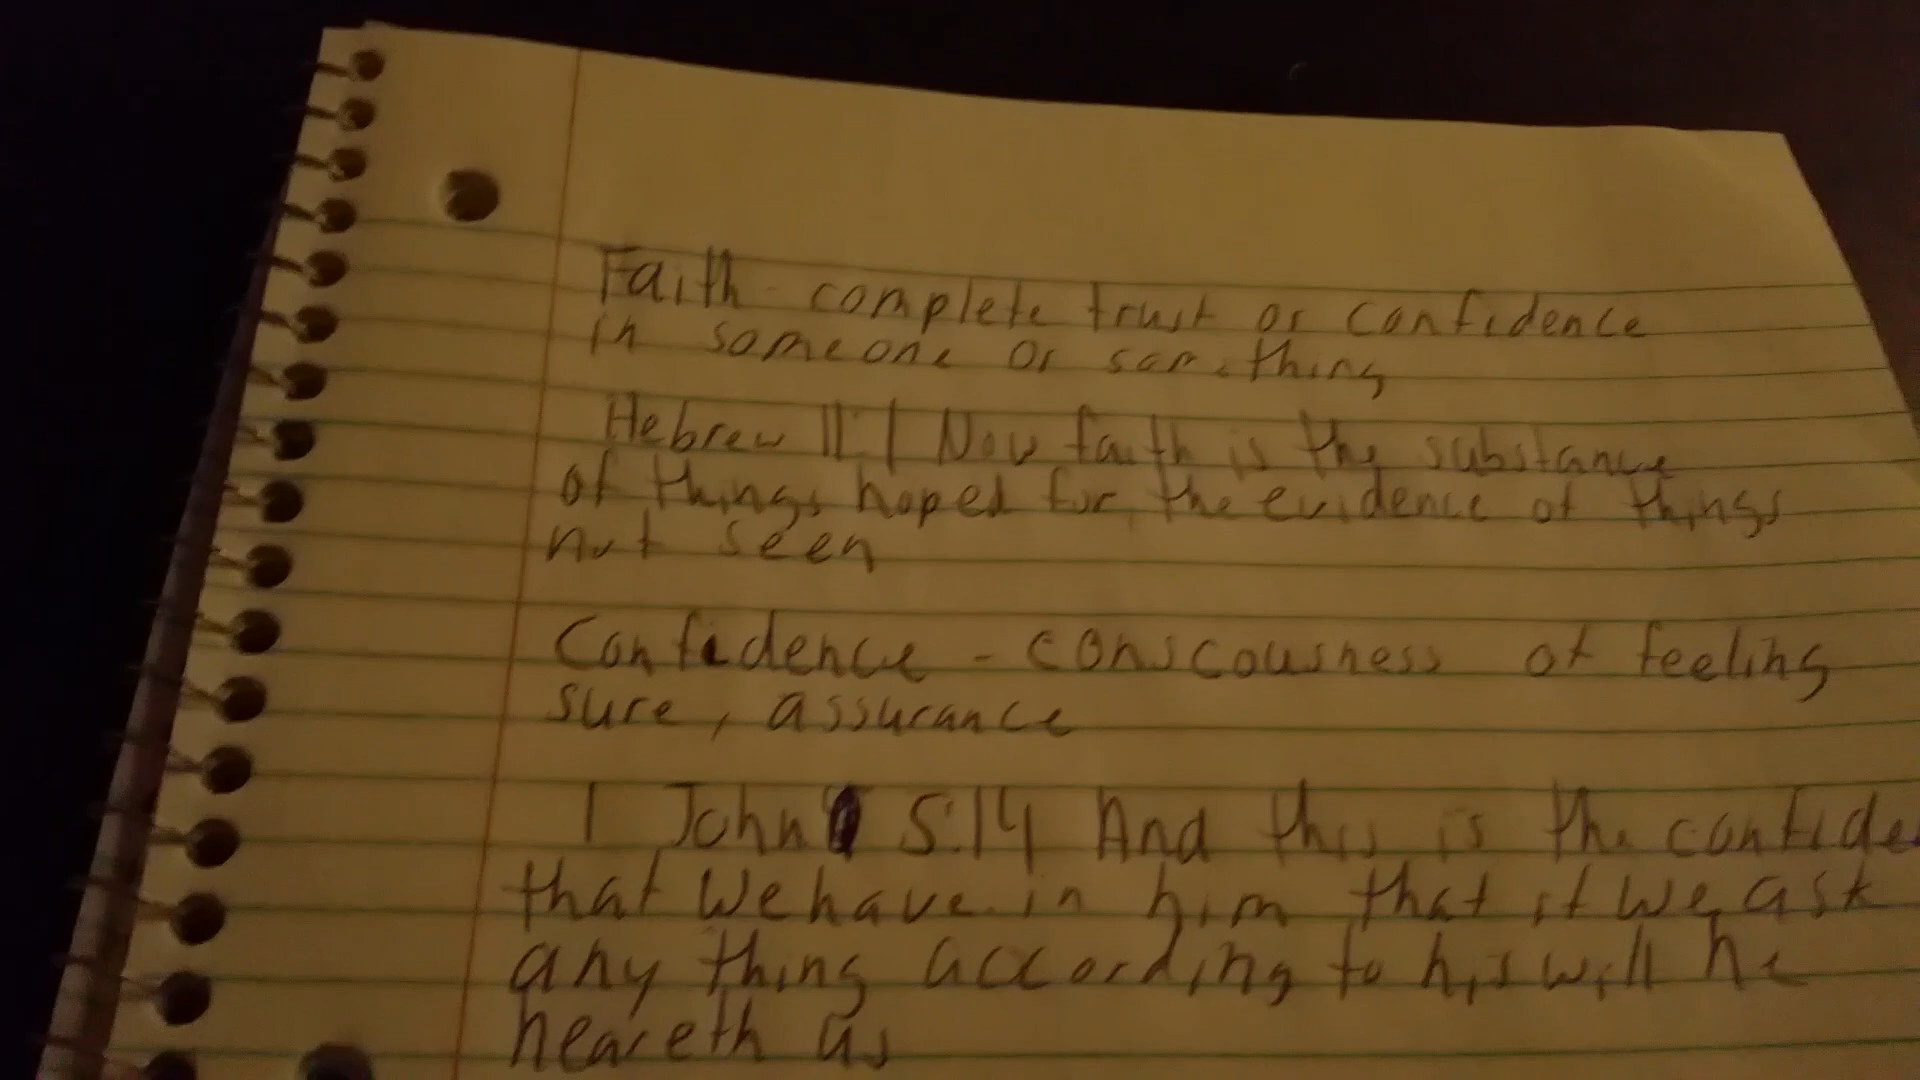 Faith - complete trust or confidence
in someone or something
Hebrew 11:1 Now faith is the substance
of things hoped for, the evidence of things
not seen
Confidence - conscousness of feeling
sure, assurance
1 John 5:14 And this is the confide
that we have in him that if we ask
any thing according to his will he
heareth us